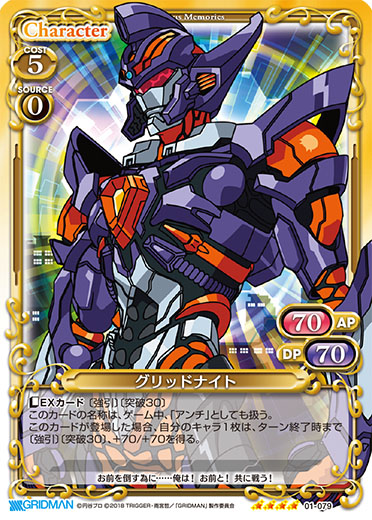 Character
us Memories
COST
5
SOURCE
0
70 AP
DP 70
グリッドナイト
EXカード 〔強引〕〔突破30〕
このカードの名称は、ゲーム中、「アンチ」としても扱う。
このカードが登場した場合、自分のキャラ1枚は、ターン終了時まで
〔強引〕〔突破30〕、+70/+70を得る。
お前を倒す為に……俺は! お前と! 共に戦う!
GRIDMAN
©円谷プロ ©2018 TRIGGER・雨宮哲/「GRIDMAN」製作委員会
01-079